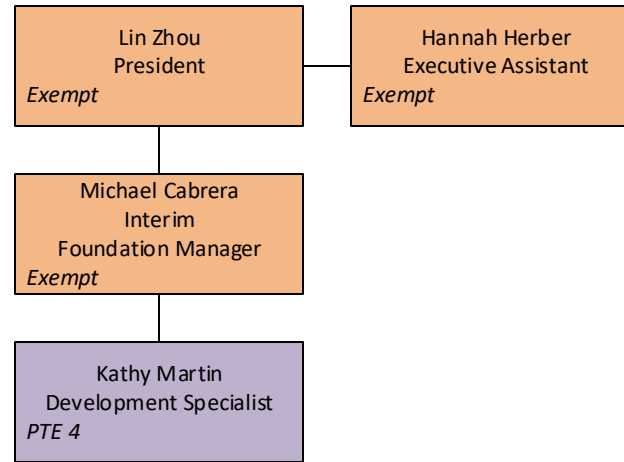 Lin Zhou
President
Exempt
Hannah Herber
Executive Assistant
Exempt
Michael Cabrera
Interim
Foundation Manager
Exempt
Kathy Martin
Development Specialist
PTE 4